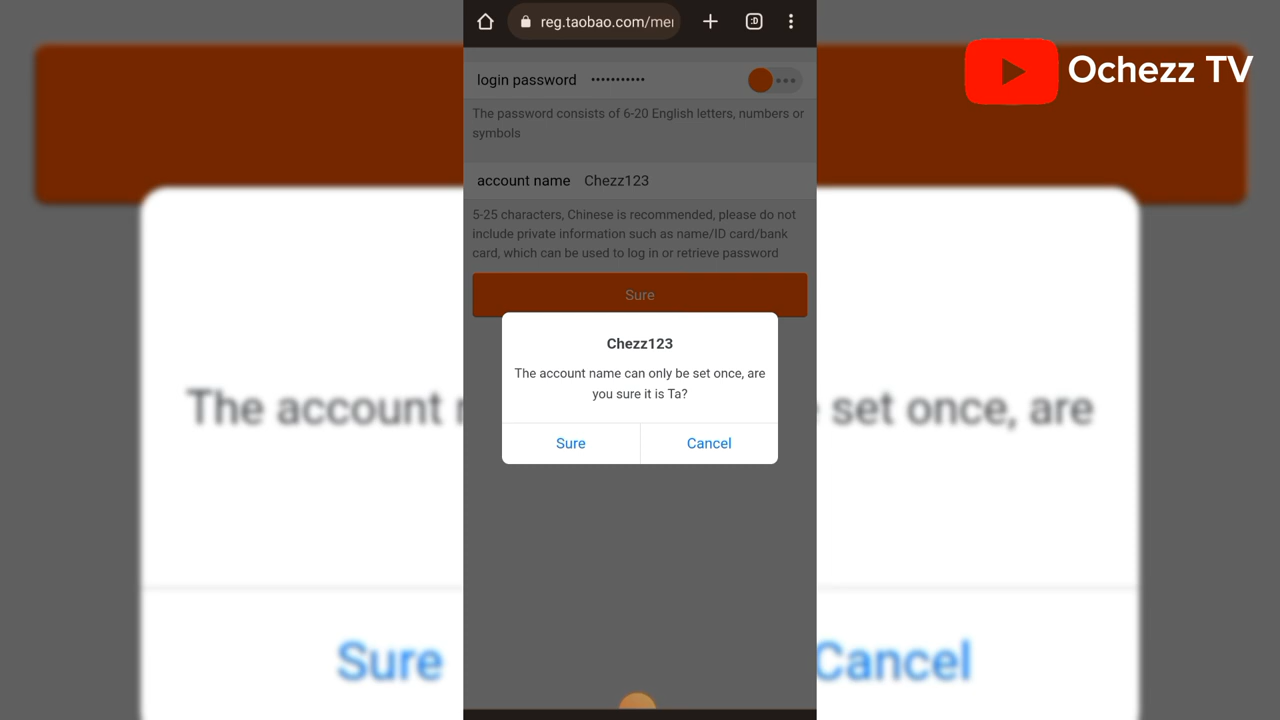 reg.taobao.com/me
:D
Ochezz TV
login password •••••••••••
The password consists of 6-20 English letters, numbers or
symbols
account name Chezz123
5-25 characters, Chinese is recommended, please do not
include private information such as name/ID card/bank
card, which can be used to log in or retrieve password
Sure
Chezz123
The account name can only be set once, are
you sure it is Ta?
Sure Cancel
The account
set once, are
Sure
Cancel